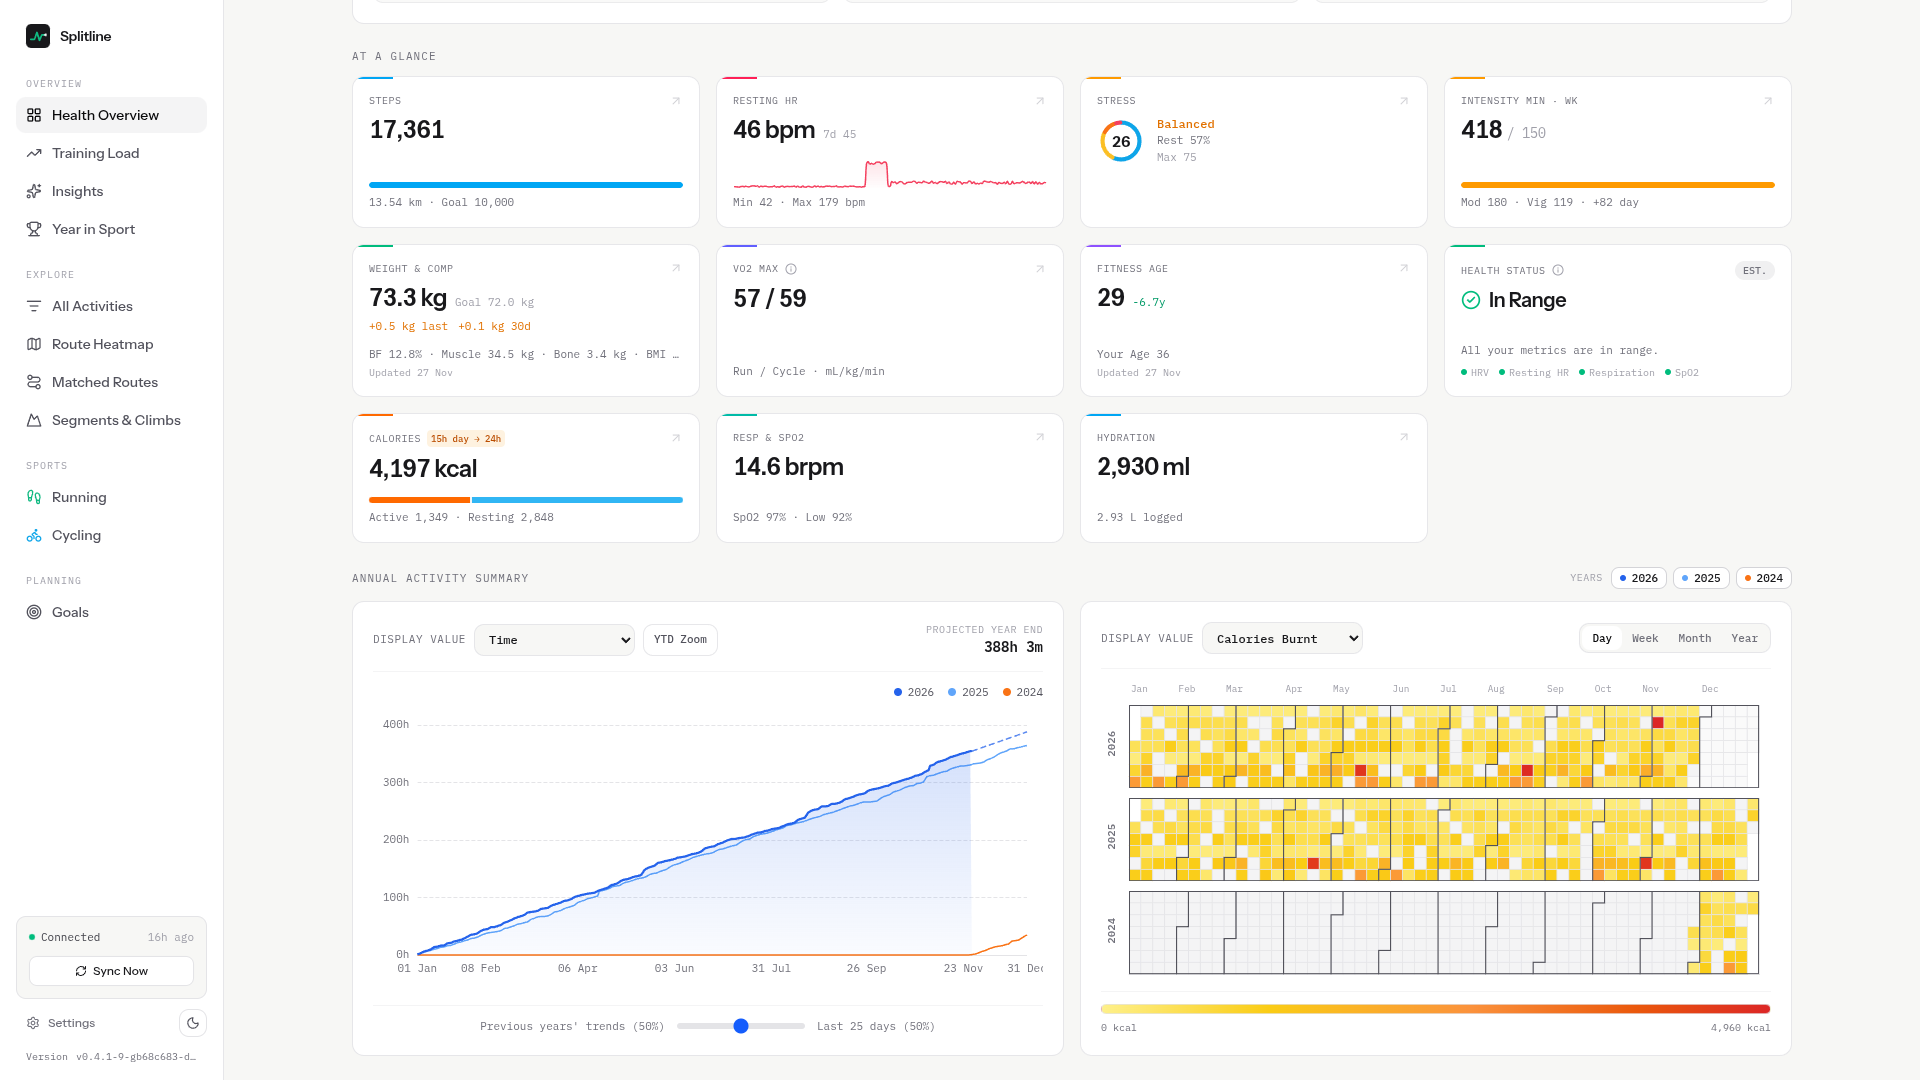 Splitline
OVERVIEW
Health Overview
Training Load
Insights
Year in Sport
EXPLORE
All Activities
Route Heatmap
Matched Routes
Segments & Climbs
SPORTS
Running
Cycling
PLANNING
Goals
Connected 16h ago
Sync Now
Settings
Version v0.4.1-9-gb68c683-d…
AT A GLANCE
STEPS
17,361
13.54 km · Goal 10,000
RESTING HR
46 bpm 7d 45
Min 42 · Max 179 bpm
STRESS
26
Balanced
Rest 57%
Max 75
INTENSITY MIN · WK
418 / 150
Mod 180 · Vig 119 · +82 day
WEIGHT & COMP
73.3 kg Goal 72.0 kg
+0.5 kg last +0.1 kg 30d
BF 12.8% · Muscle 34.5 kg · Bone 3.4 kg · BMI …
Updated 27 Nov
VO2 MAX
57 / 59
Run / Cycle · mL/kg/min
FITNESS AGE
29 -6.7y
Your Age 36
Updated 27 Nov
HEALTH STATUS EST.
In Range
All your metrics are in range.
HRV Resting HR Respiration SpO2
CALORIES 15h day → 24h
4,197 kcal
Active 1,349 · Resting 2,848
RESP & SPO2
14.6 brpm
SpO2 97% · Low 92%
HYDRATION
2,930 ml
2.93 L logged
ANNUAL ACTIVITY SUMMARY
YEARS 2026 2025 2024
DISPLAY VALUE Time YTD Zoom
PROJECTED YEAR END
388h 3m
2026 2025 2024
400h
300h
200h
100h
0h
01 Jan 08 Feb 06 Apr 03 Jun 31 Jul 26 Sep 23 Nov 31 Dec
Previous years' trends (50%) Last 25 days (50%)
DISPLAY VALUE Calories Burnt
Day Week Month Year
Jan Feb Mar Apr May Jun Jul Aug Sep Oct Nov Dec
2026
2025
2024
0 kcal 4,960 kcal